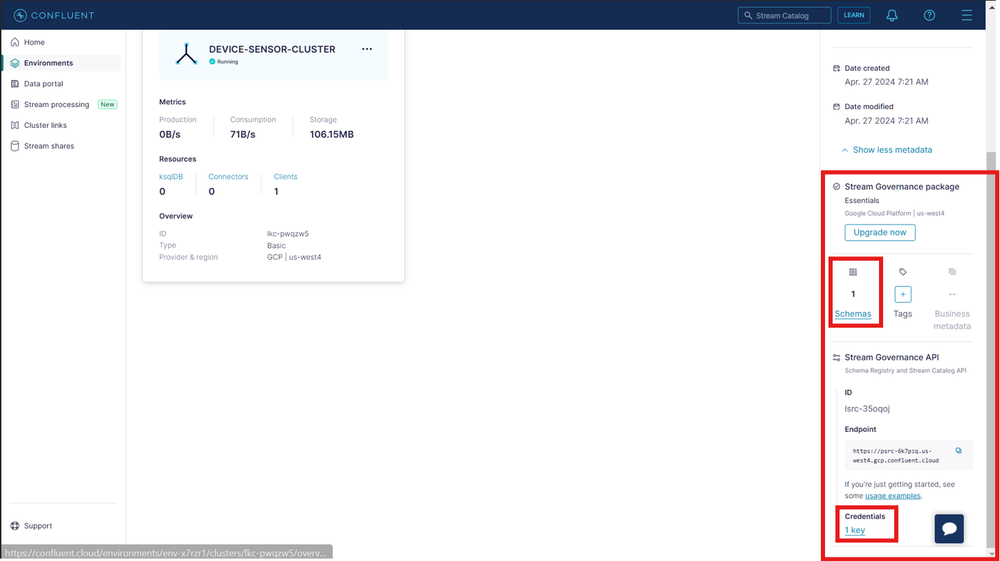 CONFLUENT
Stream Catalog
LEARN
Home
Environments
Data portal
Stream processing New
Cluster links
Stream shares
Support
DEVICE-SENSOR-CLUSTER
Running
Metrics
Production Consumption Storage
0B/s 71B/s 106.15MB
Resources
ksqlDB Connectors Clients
0 0 1
Overview
ID lkc-pwqzw5
Type Basic
Provider & region GCP | us-west4
Date created
Apr. 27 2024 7:21 AM
Date modified
Apr. 27 2024 7:21 AM
Show less metadata
Stream Governance package
Essentials
Google Cloud Platform | us-west4
Upgrade now
1 + --
Schemas Tags Business
metadata
Stream Governance API
Schema Registry and Stream Catalog API
ID
lsrc-35oqoj
Endpoint
https://psrc-6k7pzq.us-
west4.gcp.confluent.cloud
If you're just getting started, see
some usage examples.
Credentials
1 key
https://confluent.cloud/environments/env-x7rzr1/clusters/lkc-pwqzw5/overv...